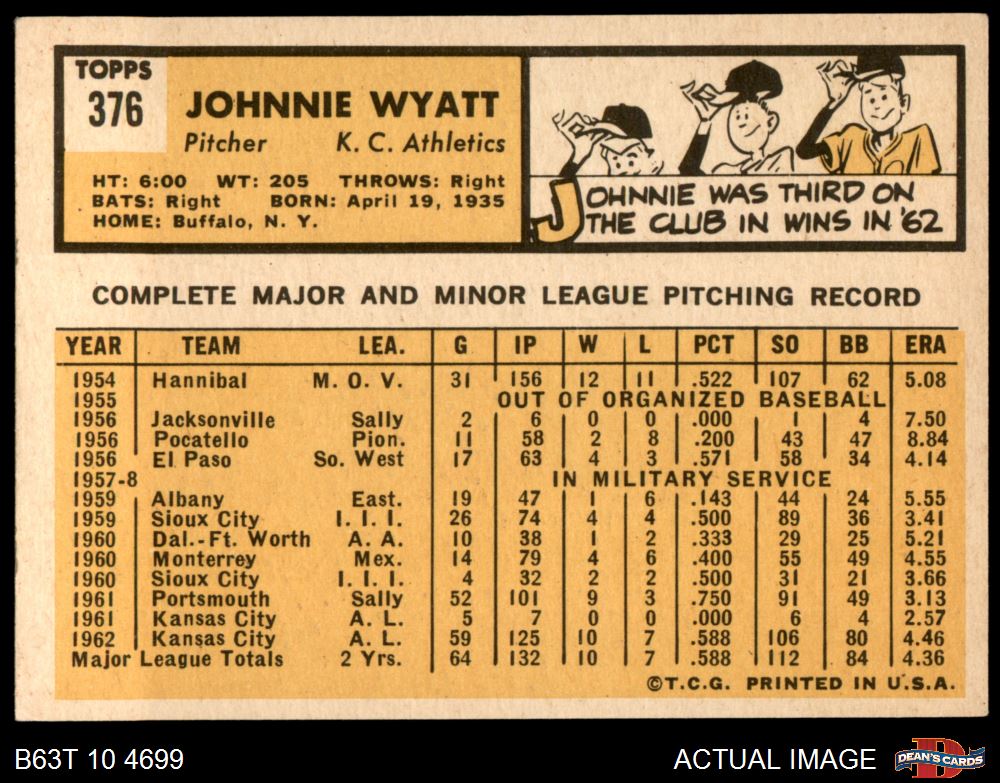 TOPPS
376
JOHNNIE WYATT
Pitcher K. C. Athletics
HT: 6:00 WT: 205 THROWS: Right
BATS: Right BORN: April 19, 1935
HOME: Buffalo, N. Y.
JOHNNIE WAS THIRD ON
THE CLUB IN WINS IN '62
COMPLETE MAJOR AND MINOR LEAGUE PITCHING RECORD
YEAR TEAM LEA. G IP W L PCT SO BB ERA
1954 Hannibal M. O. V. 31 156 12 11 .522 107 62 5.08
1955 OUT OF ORGANIZED BASEBALL
1956 Jacksonville Sally 2 6 0 0 .000 1 4 7.50
1956 Pocatello Pion. 11 58 2 8 .200 43 47 8.84
1956 El Paso So. West 17 63 4 3 .571 58 34 4.14
1957-8 IN MILITARY SERVICE
1959 Albany East. 19 47 1 6 .143 44 24 5.55
1959 Sioux City I. I. I. 26 74 4 4 .500 89 36 3.41
1960 Dal.-Ft. Worth A. A. 10 38 1 2 .333 29 25 5.21
1960 Monterrey Mex. 14 79 4 6 .400 55 49 4.55
1960 Sioux City I. I. I. 4 32 2 2 .500 31 21 3.66
1961 Portsmouth Sally 52 101 9 3 .750 91 49 3.13
1961 Kansas City A. L. 5 7 0 0 .000 6 4 2.57
1962 Kansas City A. L. 59 125 10 7 .588 106 80 4.46
Major League Totals 2 Yrs. 64 132 10 7 .588 112 84 4.36
©T.C.G. PRINTED IN U.S.A.
B63T 10 4699 ACTUAL IMAGE D DEAN'S CARDS